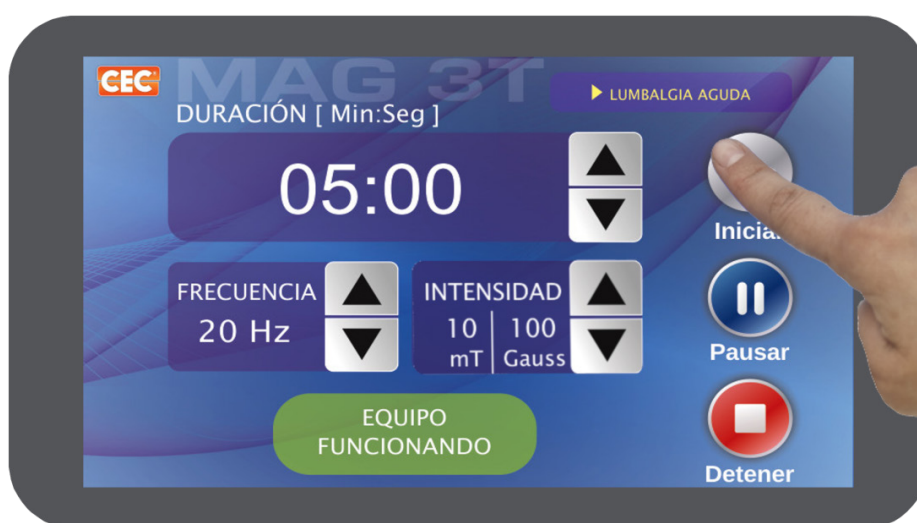 CEC
MAG 3T
LUMBALGIA AGUDA
DURACIÓN [ Min:Seg ]
05:00
Iniciar
FRECUENCIA
20 Hz
INTENSIDAD
10 100
mT Gauss
Pausar
EQUIPO
FUNCIONANDO
Detener